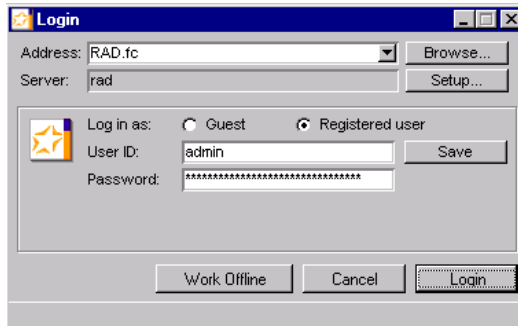 Login
Address: RAD.fc Browse...
Server: rad Setup...
Log in as: Guest Registered user
User ID: admin Save
Password: *********************************
Work Offline Cancel Login